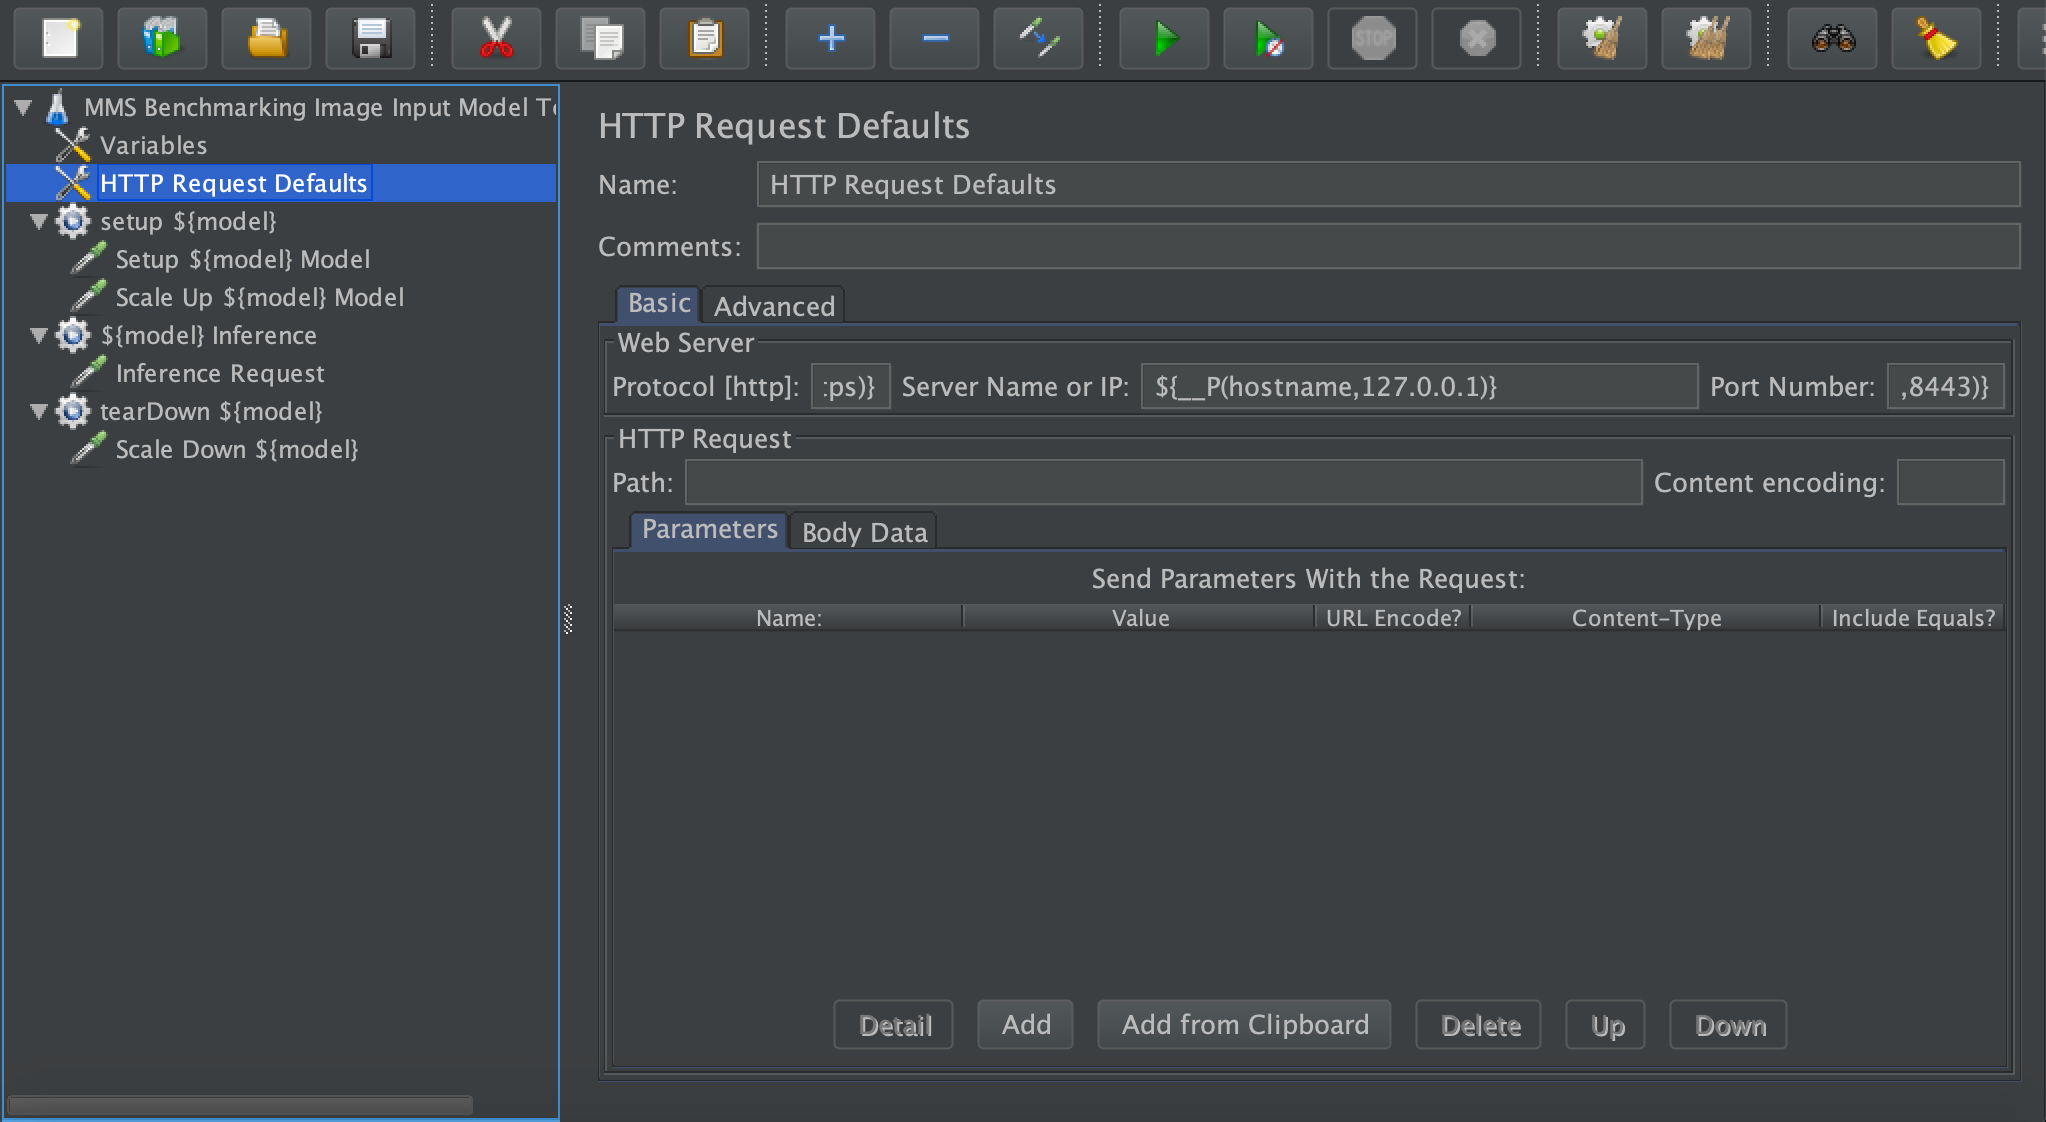 STOP
MMS Benchmarking Image Input Model
Variables
HTTP Request Defaults
setup ${model}
Setup ${model} Model
Scale Up ${model} Model
${model} Inference
Inference Request
tearDown ${model}
Scale Down ${model}
HTTP Request Defaults
Name: HTTP Request Defaults
Comments:
Basic Advanced
Web Server
Protocol [http]: :ps)} Server Name or IP: ${__P(hostname,127.0.0.1)} Port Number: ,8443)}
HTTP Request
Path: Content encoding:
Parameters Body Data
Send Parameters With the Request:
Name: Value URL Encode? Content-Type Include Equals?
Detail Add Add from Clipboard Delete Up Down